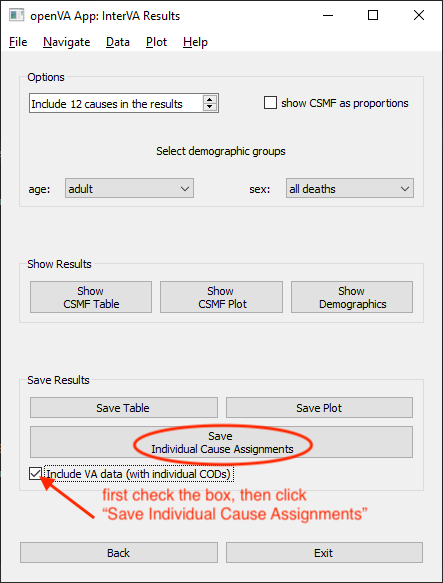 openVA App: InterVA Results
File Navigate Data Plot Help
Options
Include 12 causes in the results
show CSMF as proportions
Select demographic groups
age: adult sex: all deaths
Show Results
Show
CSMF Table
Show
CSMF Plot
Show
Demographics
Save Results
Save Table Save Plot
Save
Individual Cause Assignments
Include VA data (with individual CODs)
first check the box, then click
“Save Individual Cause Assignments”
Back Exit